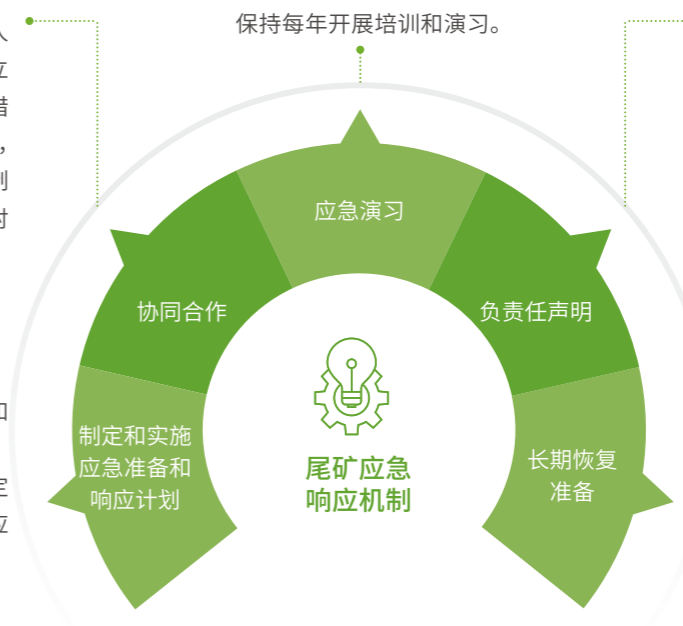 保持每年开展培训和演习。
应急演习
协同合作
负责任声明
制定和实施
应急准备和
响应计划
长期恢复
准备
尾矿应急
响应机制